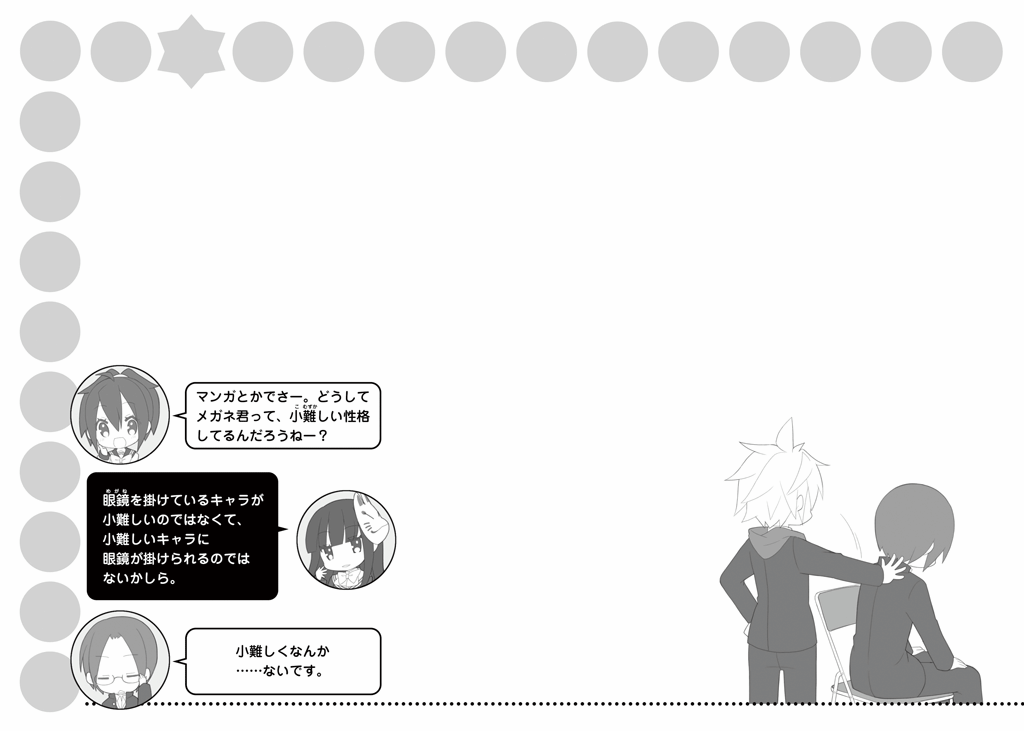 マンガとかでさー。どうして
メガネ君って、小難しい性格
してるんだろうねー？
眼鏡を掛けているキャラが
小難しいのではなくて、
小難しいキャラに
眼鏡が掛けられるのでは
ないかしら。
小難しくなんか
……ないです。